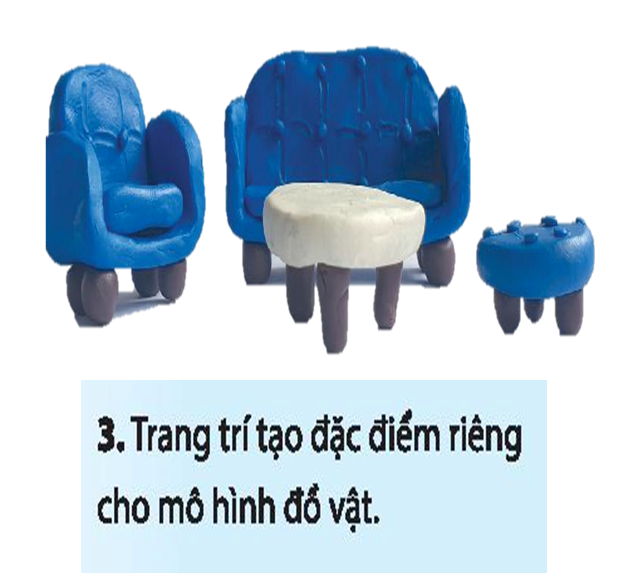 3. Trang trí tạo đặc điểm riêng
cho mô hình đồ vật.